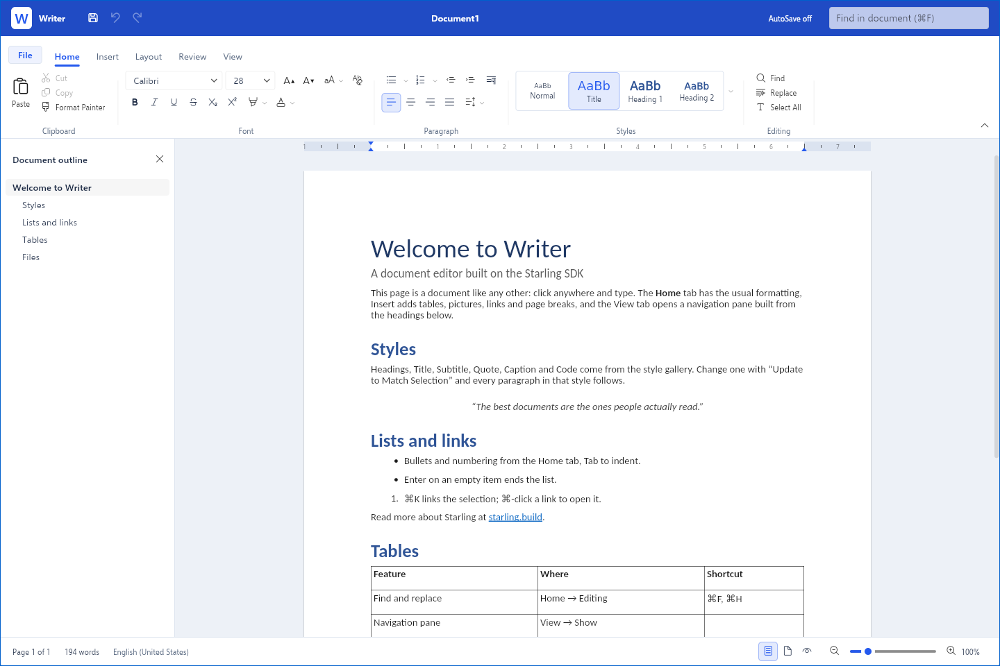 W Writer
Document1
AutoSave off
Find in document (⌘F)
File
Home
Insert
Layout
Review
View
Paste
Cut
Copy
Format Painter
Clipboard
Calibri
28
Font
Paragraph
AaBb
Normal
AaBb
Title
AaBb
Heading 1
AaBb
Heading 2
Styles
Find
Replace
Select All
Editing
1 1 2 3 4 5 6 7
Document outline
Welcome to Writer
Styles
Lists and links
Tables
Files
Welcome to Writer
A document editor built on the Starling SDK
This page is a document like any other: click anywhere and type. The Home tab has the usual formatting,
Insert adds tables, pictures, links and page breaks, and the View tab opens a navigation pane built from
the headings below.
Styles
Headings, Title, Subtitle, Quote, Caption and Code come from the style gallery. Change one with “Update
to Match Selection” and every paragraph in that style follows.
“The best documents are the ones people actually read.”
Lists and links
• Bullets and numbering from the Home tab, Tab to indent.
• Enter on an empty item ends the list.
1. ⌘K links the selection; ⌘-click a link to open it.
Read more about Starling at starling.build.
Tables
Feature Where Shortcut
Find and replace Home → Editing ⌘F, ⌘H
Navigation pane View → Show
Page 1 of 1
194 words
English (United States)
100%